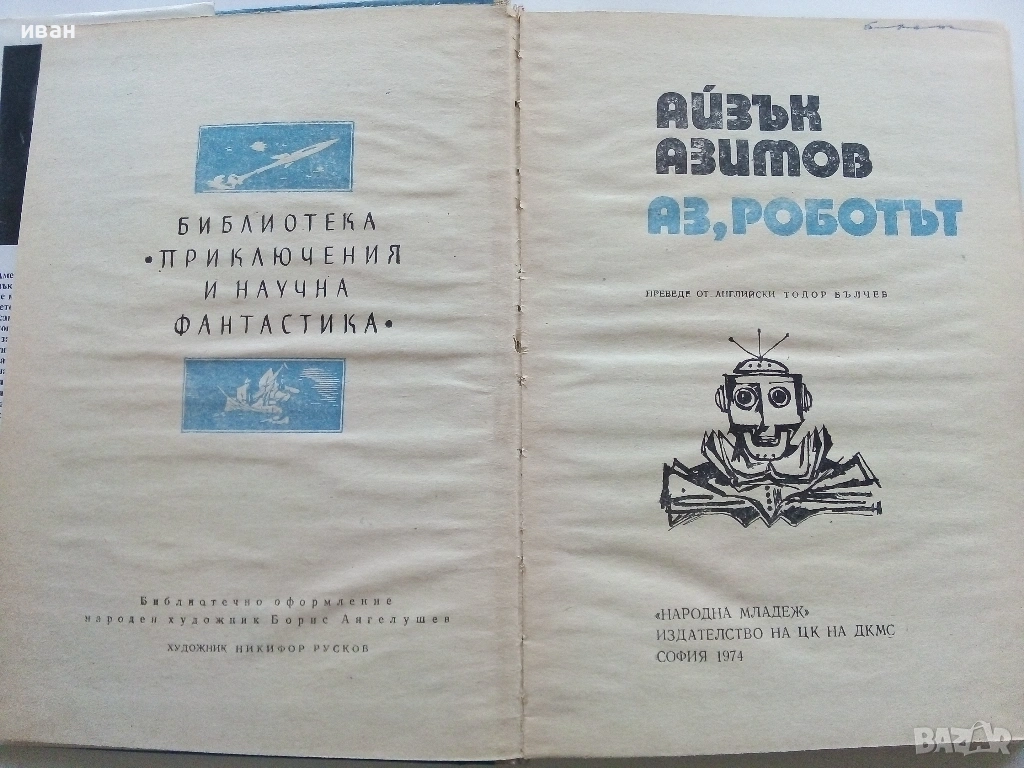 иван
БИБЛИОТЕКА
•ПРИКЛЮЧЕНИЯ
И НАУЧНА
ФАНТАСТИКА•
Библиотечно оформление
народен художник Борис Ангелушев
ХУДОЖНИК НИКИФОР РУСКОВ
АЙЗЪК
АЗИМОВ
АЗ, РОБОТЪТ
ПРЕВЕДЕ ОТ АНГЛИЙСКИ ТОДОР ВЪЛЧЕВ
«НАРОДНА МЛАДЕЖ»
ИЗДАТЕЛСТВО НА ЦК НА ДКМС
СОФИЯ 1974
BAZAR